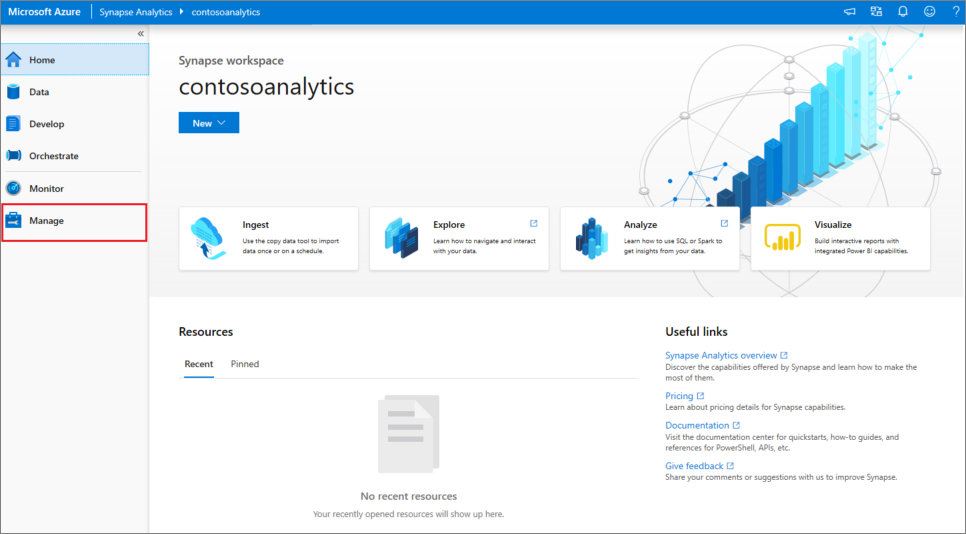 Microsoft Azure
Synapse Analytics
contosoanalytics
?
«
Home
Data
Develop
Orchestrate
Monitor
Manage
Synapse workspace
contosoanalytics
New
Ingest
Use the copy data tool to import
data once or on a schedule.
Explore
Learn how to navigate and interact
with your data.
Analyze
Learn how to use SQL or Spark to
get insights from your data.
Visualize
Build interactive reports with
integrated Power BI capabilities.
Resources
Recent
Pinned
No recent resources
Your recently opened resources will show up here.
Useful links
Synapse Analytics overview
Discover the capabilities offered by Synapse and learn how to make the
most of them.
Pricing
Learn about pricing details for Synapse capabilities.
Documentation
Visit the documentation center for quickstarts, how-to guides, and
references for PowerShell, APIs, etc.
Give feedback
Share your comments or suggestions with us to improve Synapse.